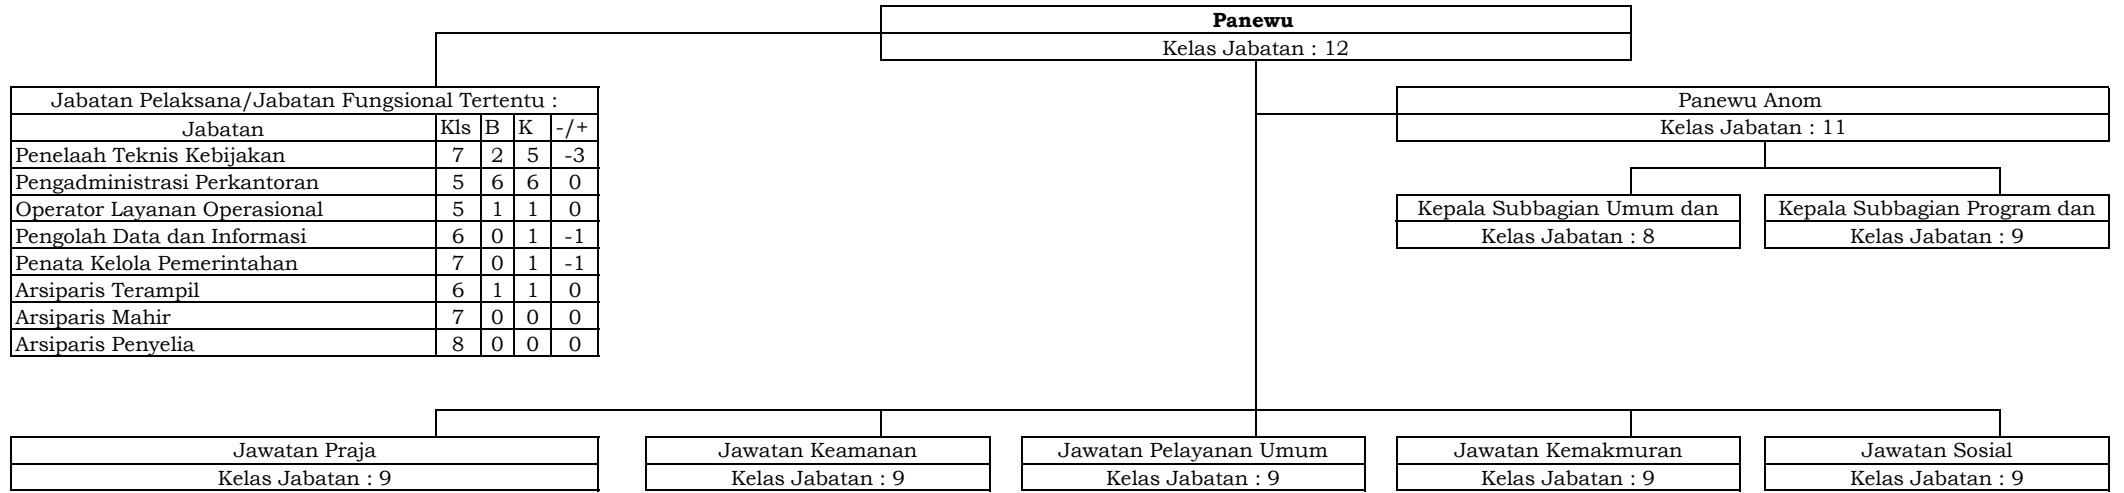 Panewu
Kelas Jabatan : 12
Jabatan Pelaksana/Jabatan Fungsional Tertentu :
Jabatan Kls B K -/+
Penelaah Teknis Kebijakan 7 2 5 -3
Pengadministrasi Perkantoran 5 6 6 0
Operator Layanan Operasional 5 1 1 0
Pengolah Data dan Informasi 6 0 1 -1
Penata Kelola Pemerintahan 7 0 1 -1
Arsiparis Terampil 6 1 1 0
Arsiparis Mahir 7 0 0 0
Arsiparis Penyelia 8 0 0 0
Panewu Anom
Kelas Jabatan : 11
Kepala Subbagian Umum dan
Kelas Jabatan : 8
Kepala Subbagian Program dan
Kelas Jabatan : 9
Jawatan Praja
Kelas Jabatan : 9
Jawatan Keamanan
Kelas Jabatan : 9
Jawatan Pelayanan Umum
Kelas Jabatan : 9
Jawatan Kemakmuran
Kelas Jabatan : 9
Jawatan Sosial
Kelas Jabatan : 9